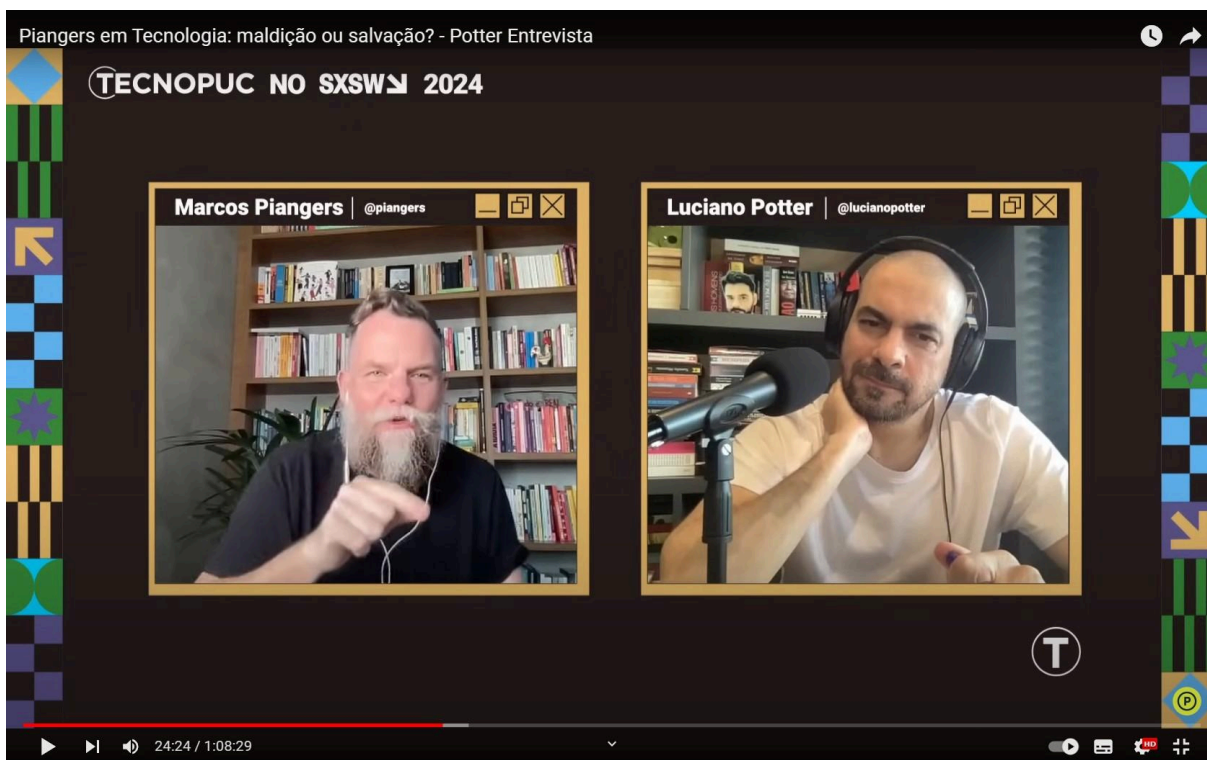 Piangers em Tecnologia: maldição ou salvação? - Potter Entrevista
TECNOPUC NO SXSW 2024
Marcos Piangers | @piangers
Luciano Potter | @lucianopotter
T
P
24:24 / 1:08:29
HD